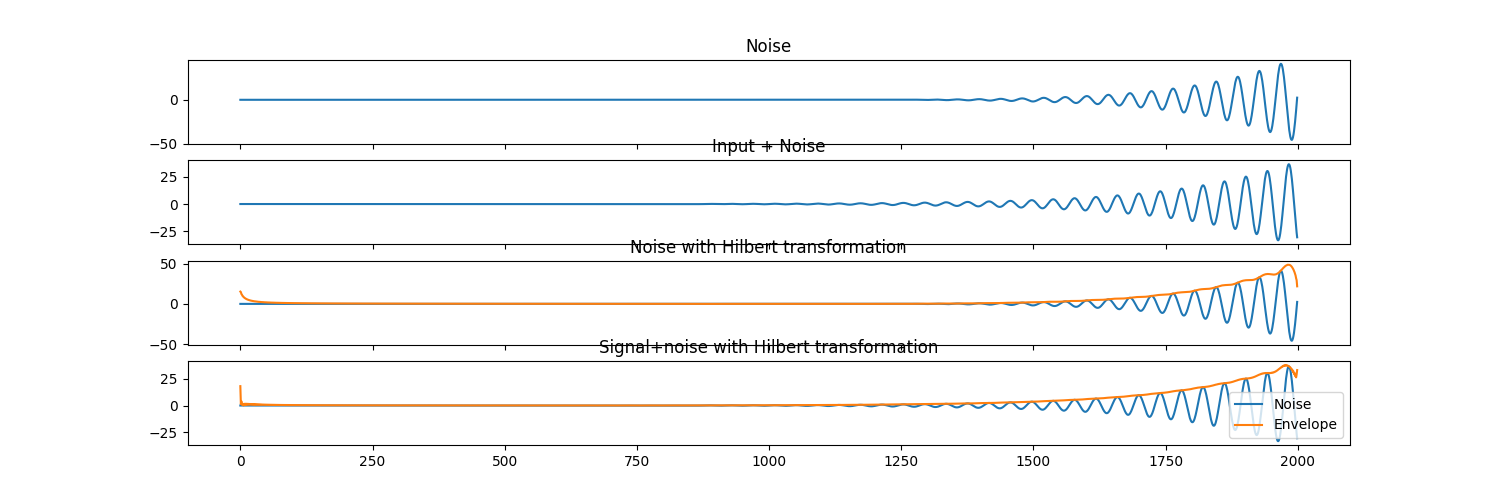 Noise
0
−50
Input + Noise
25
0
−25
Noise with Hilbert transformation
50
0
−50
Signal+noise with Hilbert transformation
25
0
−25
Noise
Envelope
0 250 500 750 1000 1250 1500 1750 2000